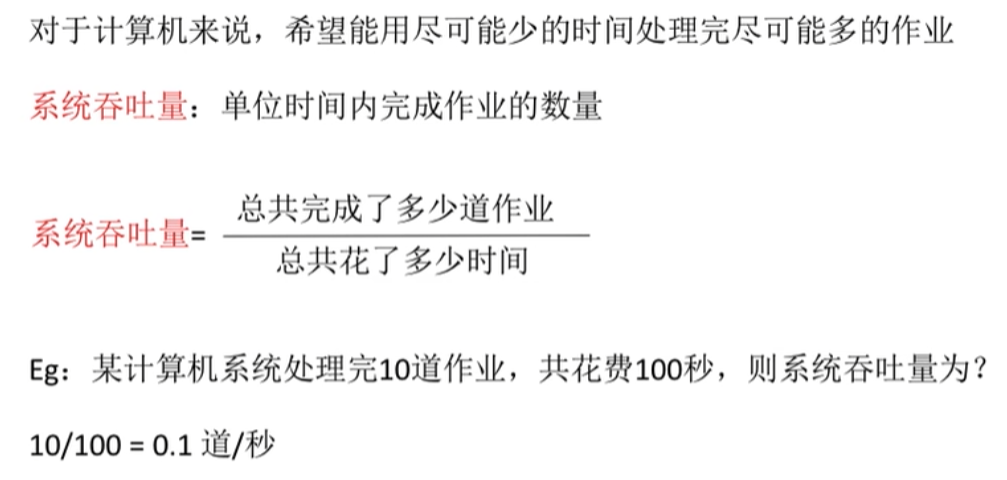 对于计算机来说，希望能用尽可能少的时间处理完尽可能多的作业
系统吞吐量：单位时间内完成作业的数量
总共完成了多少道作业
系统吞吐量=
总共花了多少时间
Eg：某计算机系统处理完10道作业，共花费100秒，则系统吞吐量为？
10/100 = 0.1 道/秒